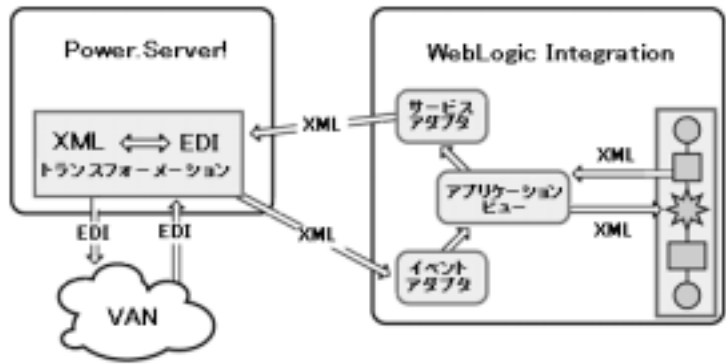 Power.Server!
XML ⇔ EDI
トランスフォーメーション
EDI
EDI
VAN
XML
XML
WebLogic Integration
サービス
アダプタ
アプリケーション
ビュー
イベント
アダプタ
XML
XML